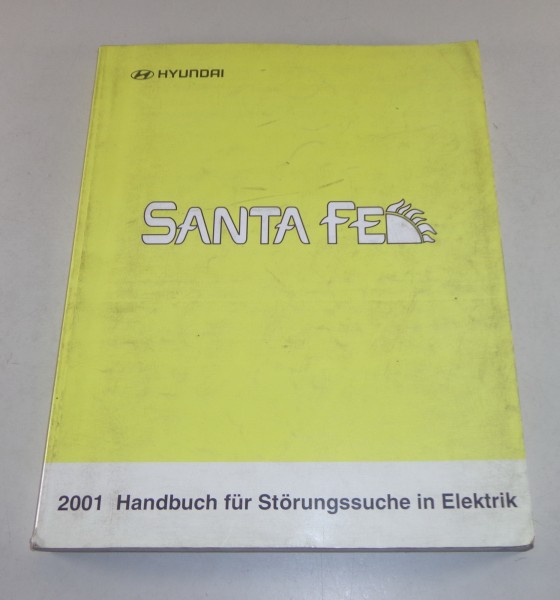 HYUNDAI
SANTA FE
2001 Handbuch für Störungssuche in Elektrik